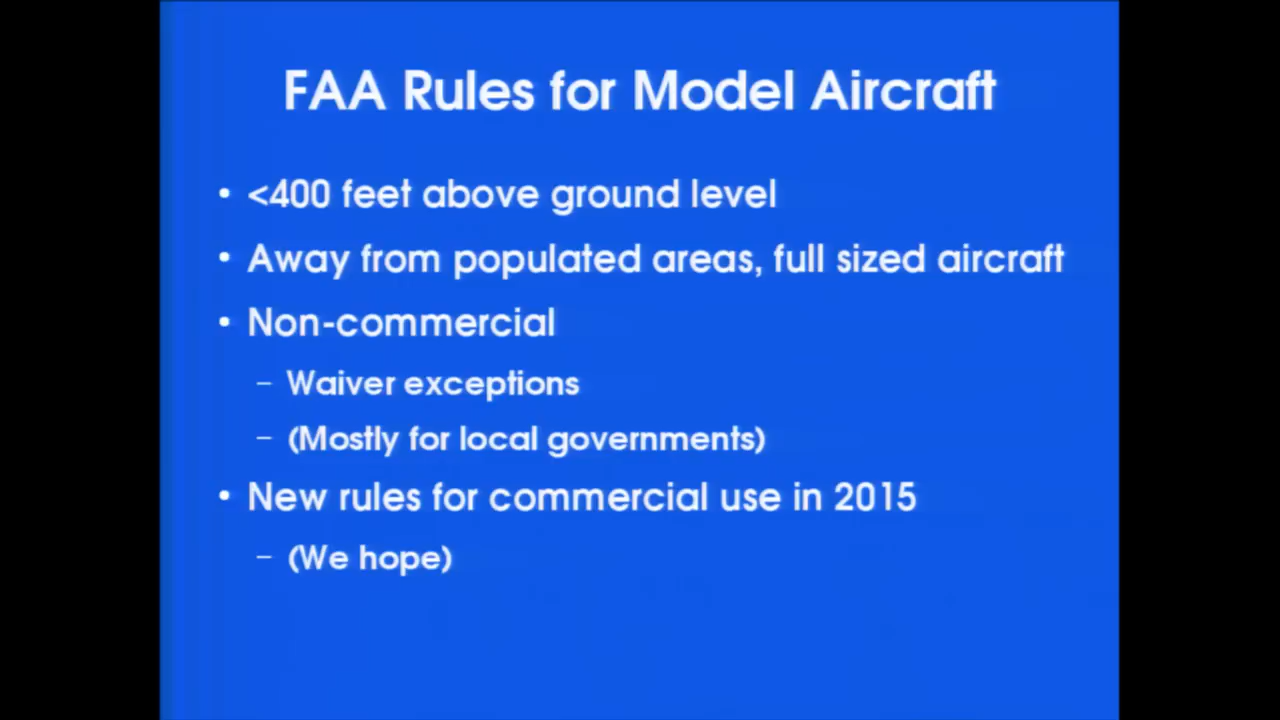 FAA Rules for Model Aircraft
• <400 feet above ground level
• Away from populated areas, full sized aircraft
• Non-commercial
– Waiver exceptions
– (Mostly for local governments)
• New rules for commercial use in 2015
– (We hope)